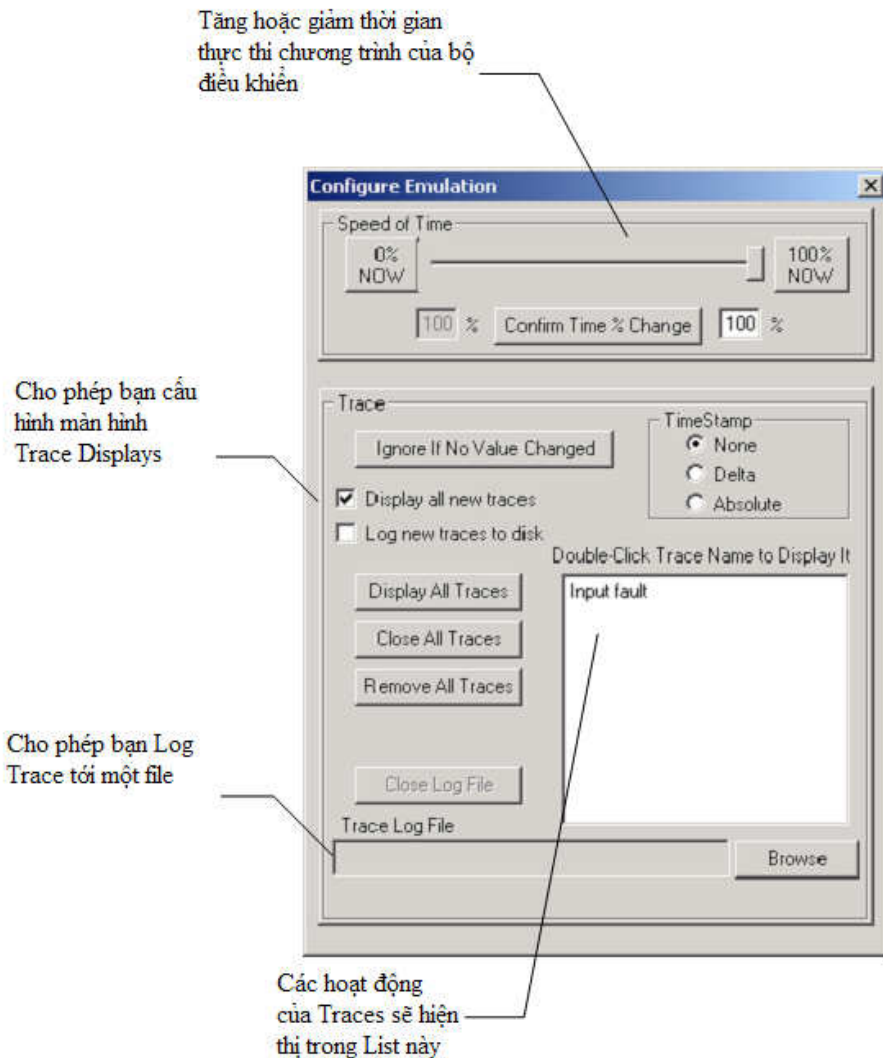 Tăng hoặc giảm thời gian
thực thi chương trình của bộ
điều khiển
Configure Emulation
Speed of Time
0%
NOW
100%
NOW
100 %
Confirm Time % Change
100 %
Cho phép bạn cấu
hình màn hình
Trace Displays
Trace
Ignore If No Value Changed
TimeStamp
None
Delta
Absolute
Display all new traces
Log new traces to disk
Double-Click Trace Name to Display It
Display All Traces
Input fault
Close All Traces
Remove All Traces
Cho phép bạn Log
Trace tới một file
Close Log File
Trace Log File
Browse
Các hoạt động
của Traces sẽ hiện
thị trong List này